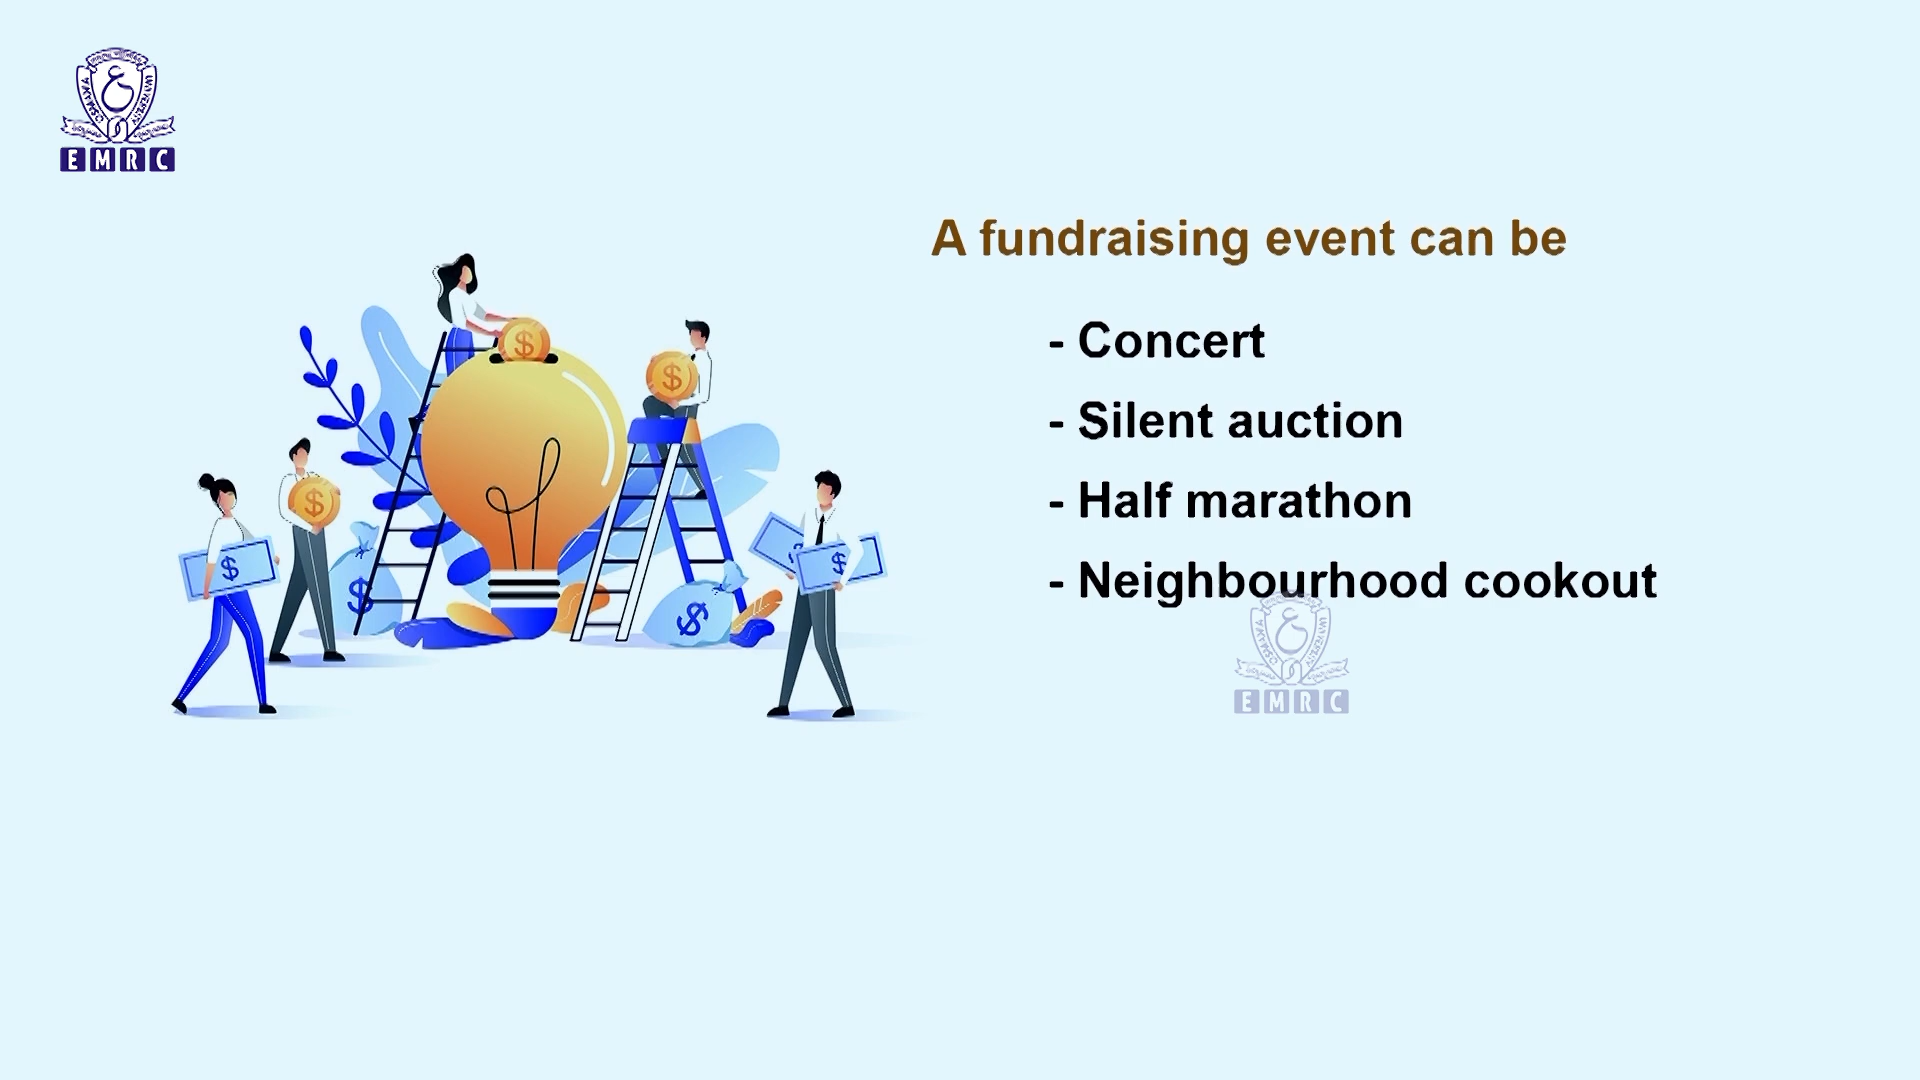 EMRC
A fundraising event can be
- Concert
- Silent auction
- Half marathon
- Neighbourhood cookout
EMRC